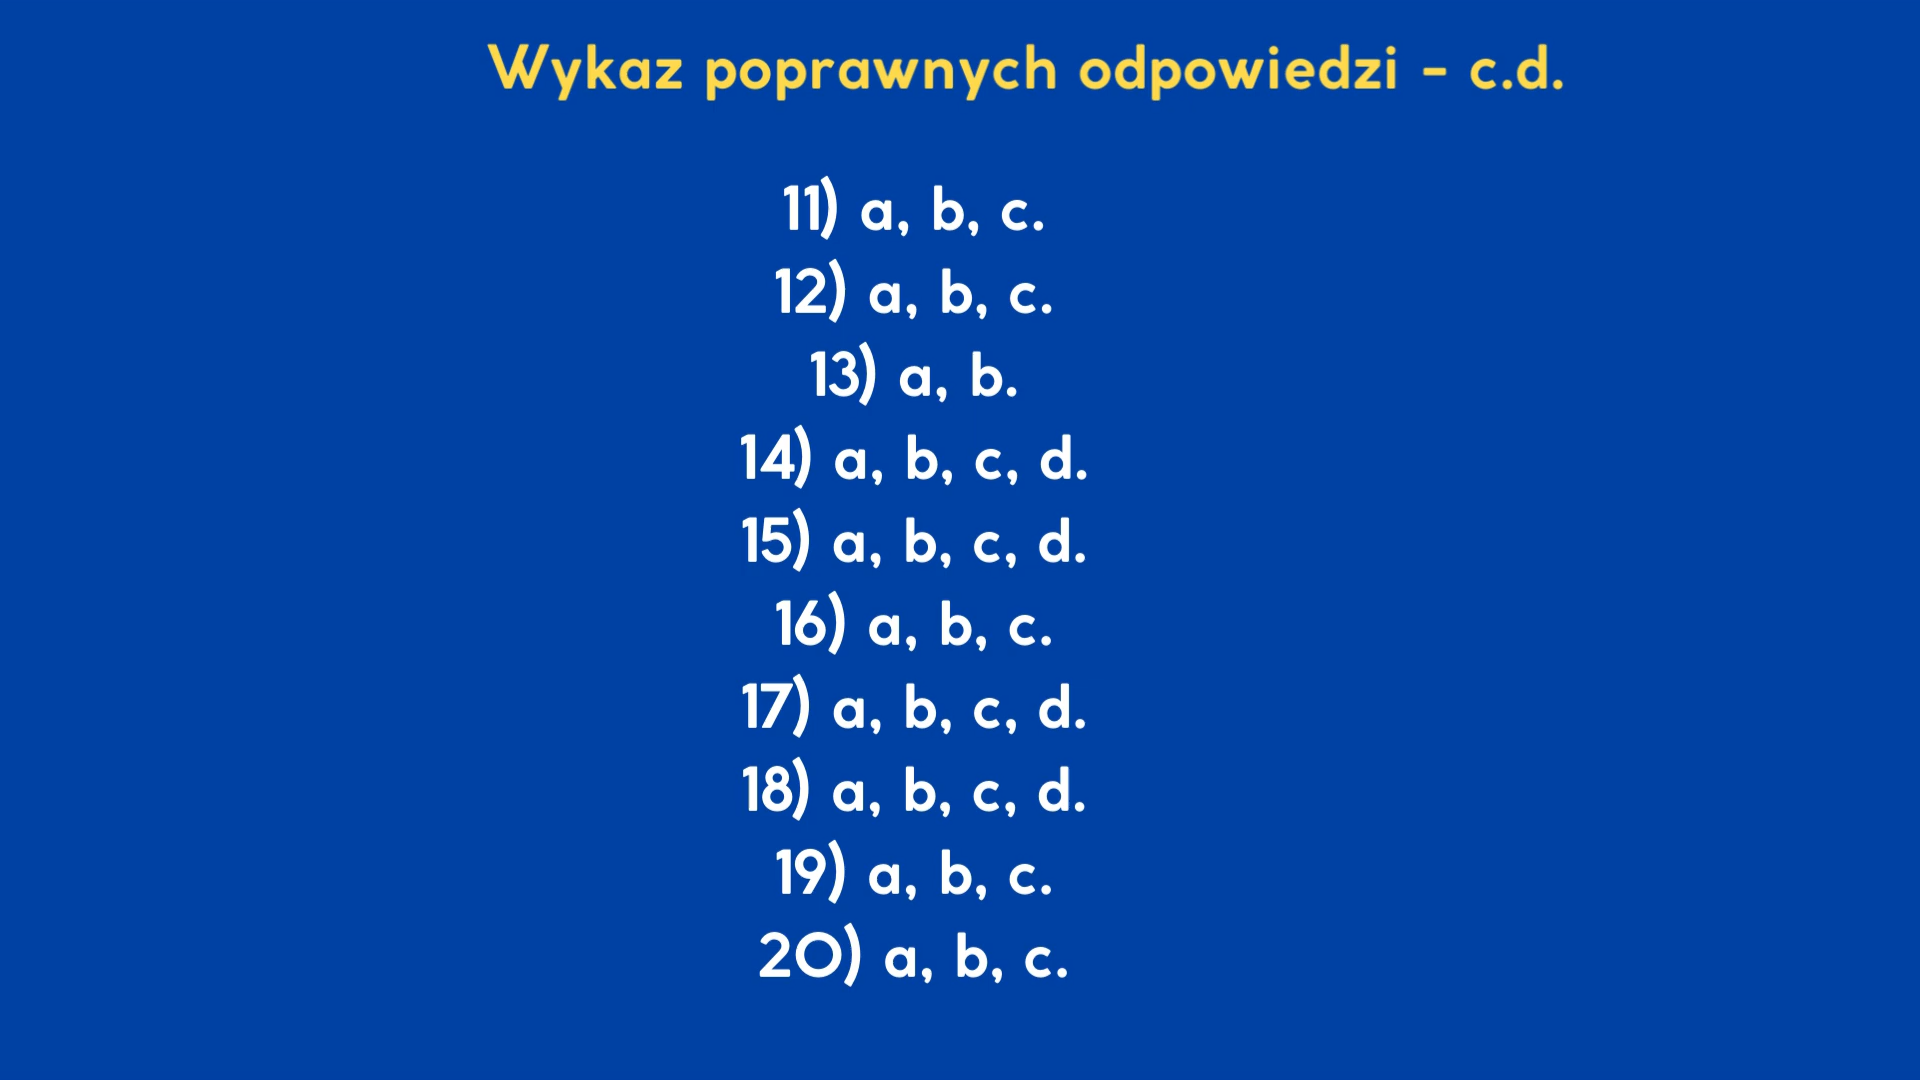 Wykaz poprawnych odpowiedzi - c.d.
11) a, b, c.
12) a, b, c.
13) a, b.
14) a, b, c, d.
15) a, b, c, d.
16) a, b, c.
17) a, b, c, d.
18) a, b, c, d.
19) a, b, c.
20) a, b, c.